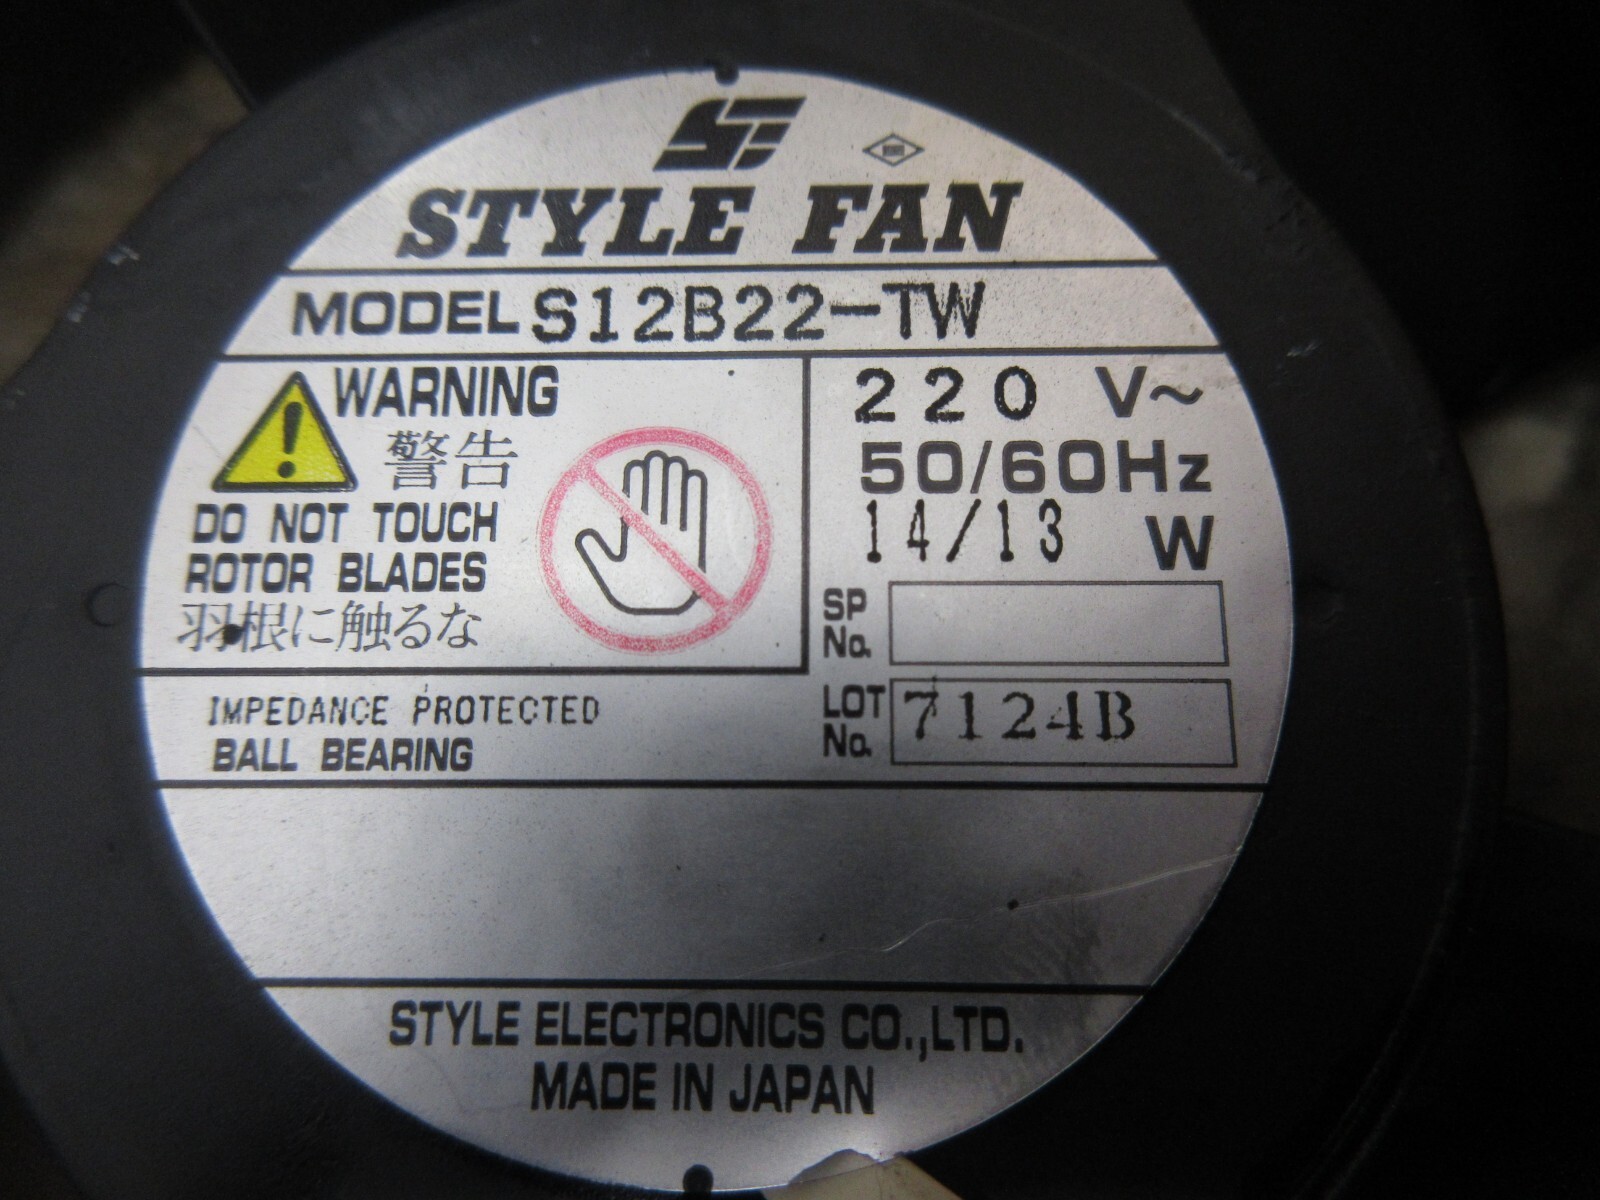 STYLE FAN
MODEL S12B22-TW
WARNING
警告
DO NOT TOUCH
ROTOR BLADES
羽根に触るな
220 V~
50/60Hz
14/13 W
SP No.
LOT No. 7124B
IMPEDANCE PROTECTED
BALL BEARING
STYLE ELECTRONICS CO.,LTD.
MADE IN JAPAN